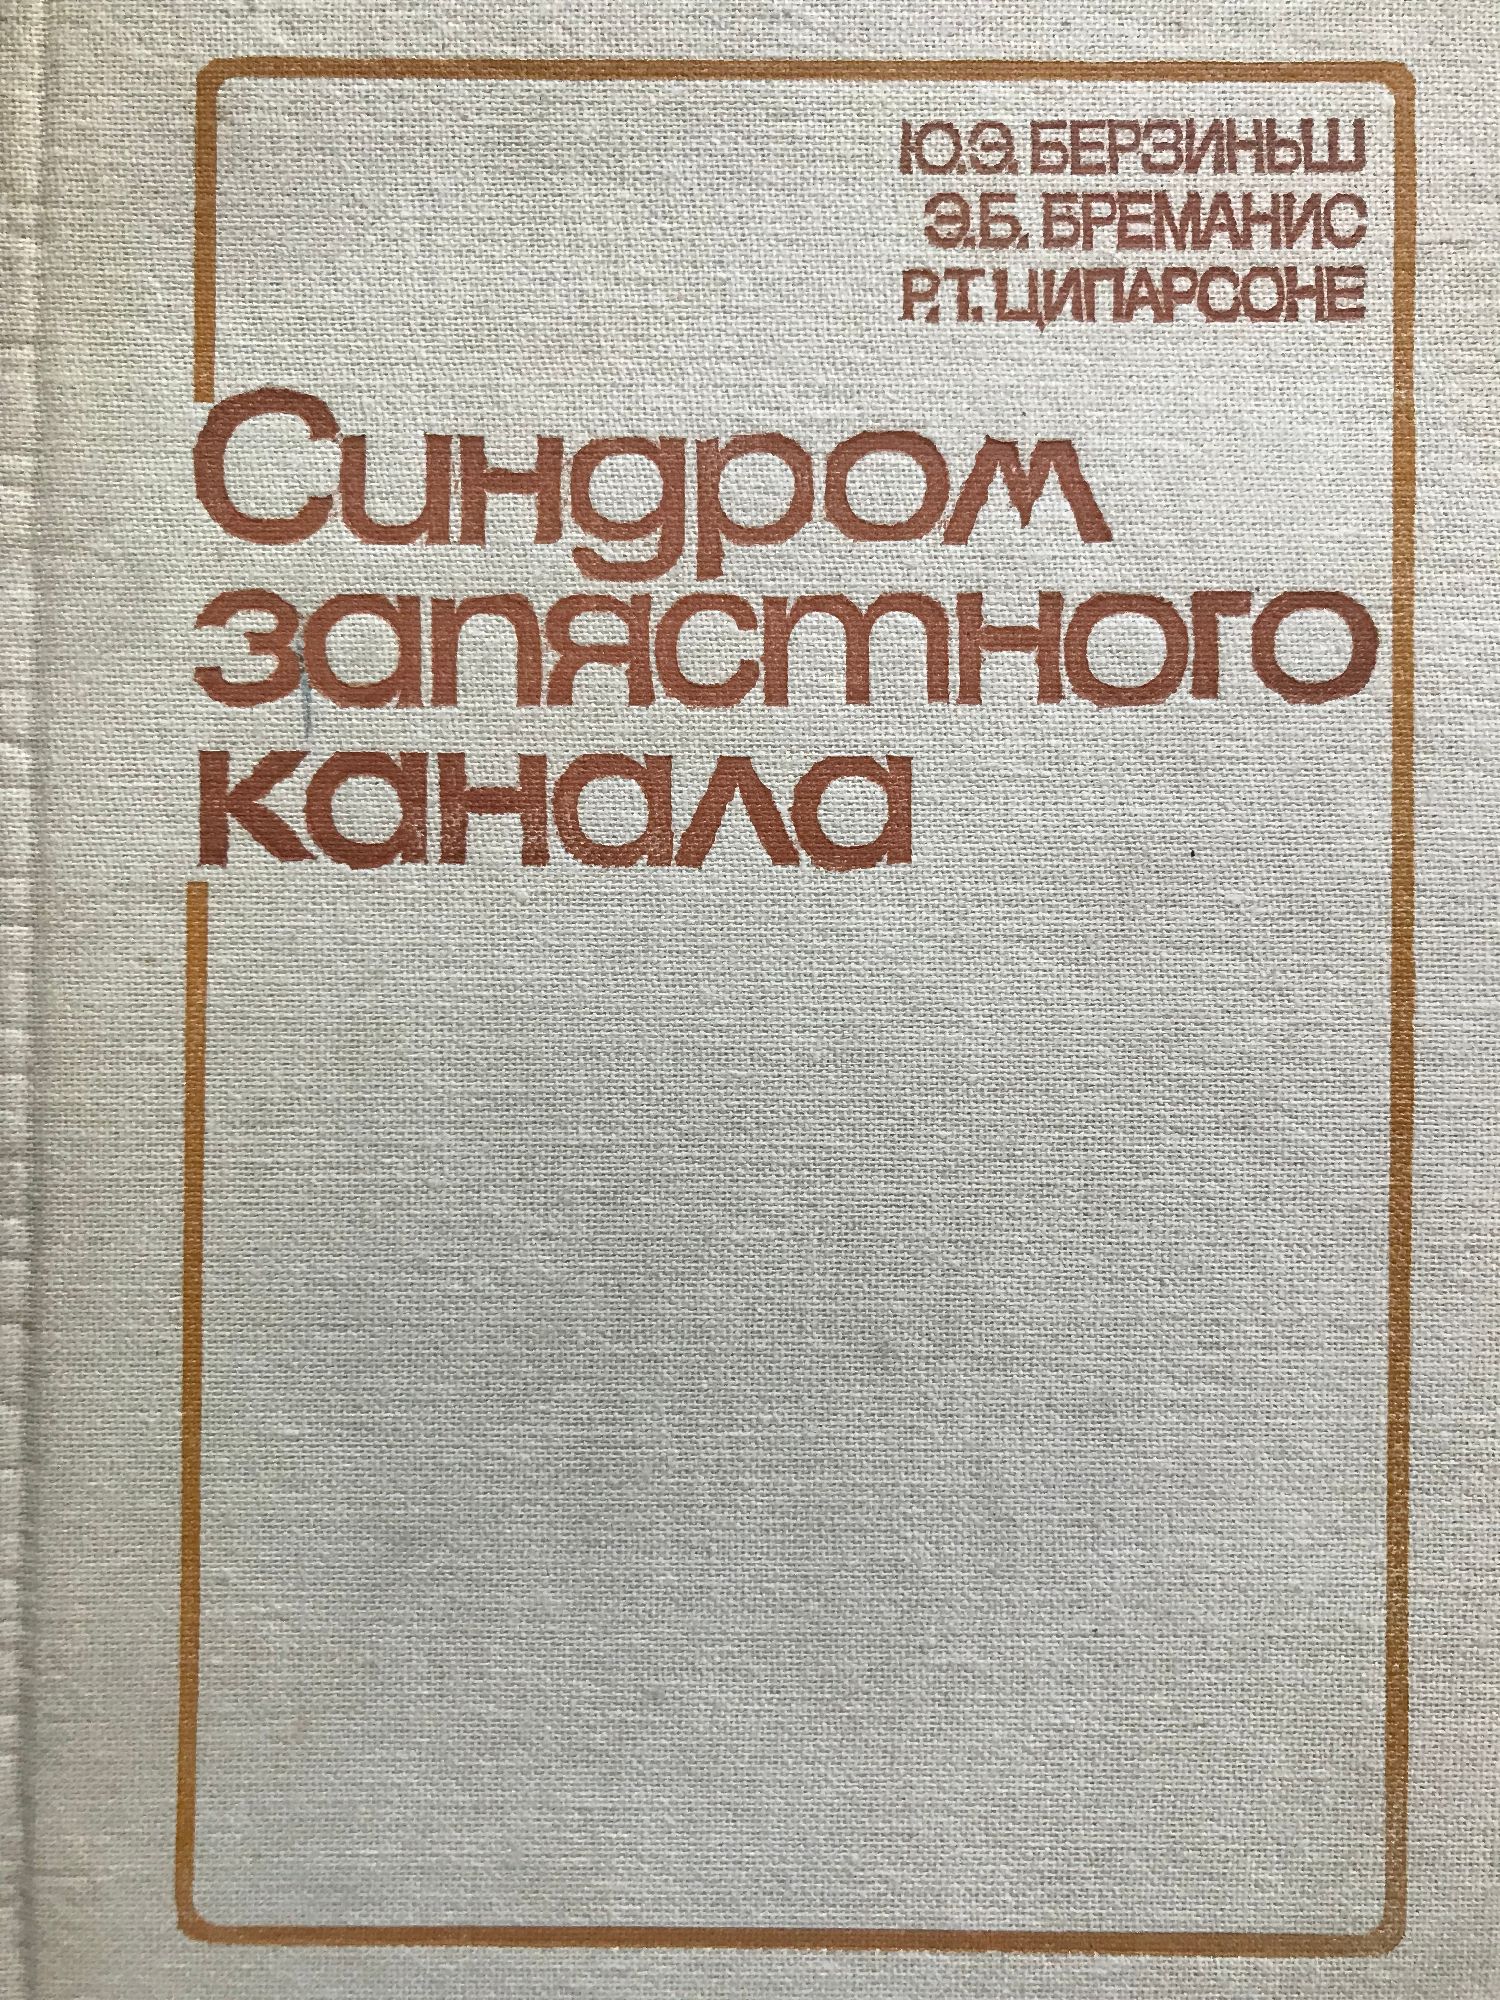 Ю.Э. БЕРЗИНЬШ
Э.Б. БРЕМАНИС
Р.Т. ЦИПАРСОНЕ
Синдром
запястного
канала